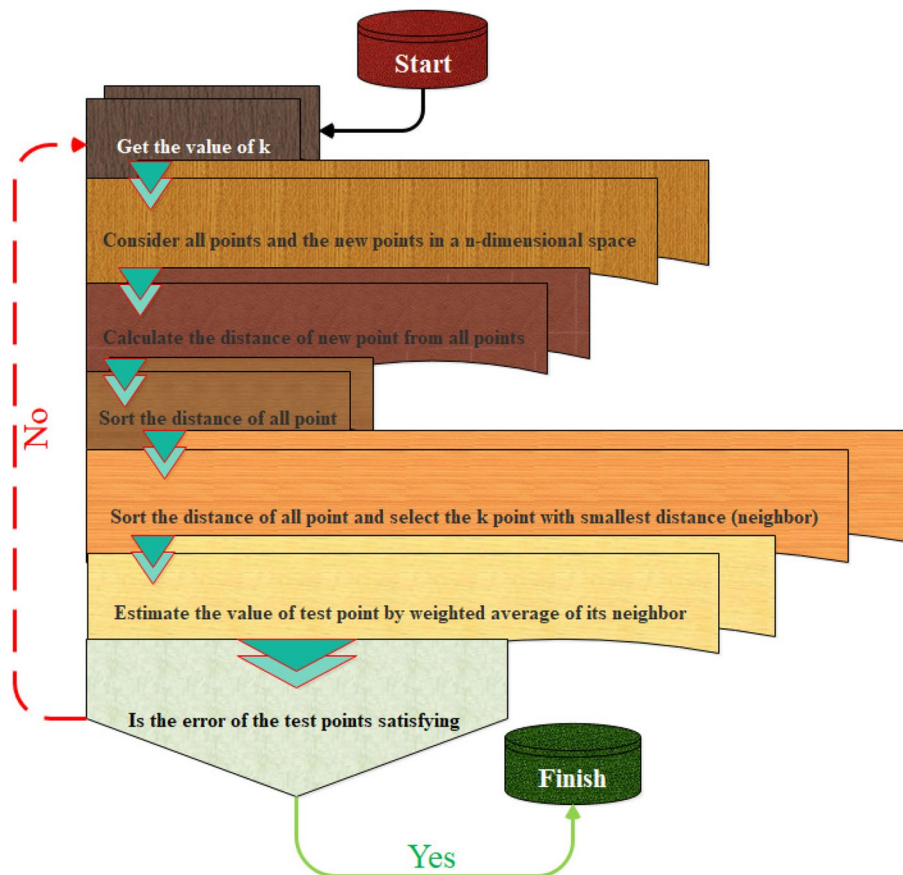 Start
Get the value of k
Consider all points and the new points in a n-dimensional space
Calculate the distance of new point from all points
Sort the distance of all point
Sort the distance of all point and select the k point with smallest distance (neighbor)
Estimate the value of test point by weighted average of its neighbor
Is the error of the test points satisfying
No
Finish
Yes